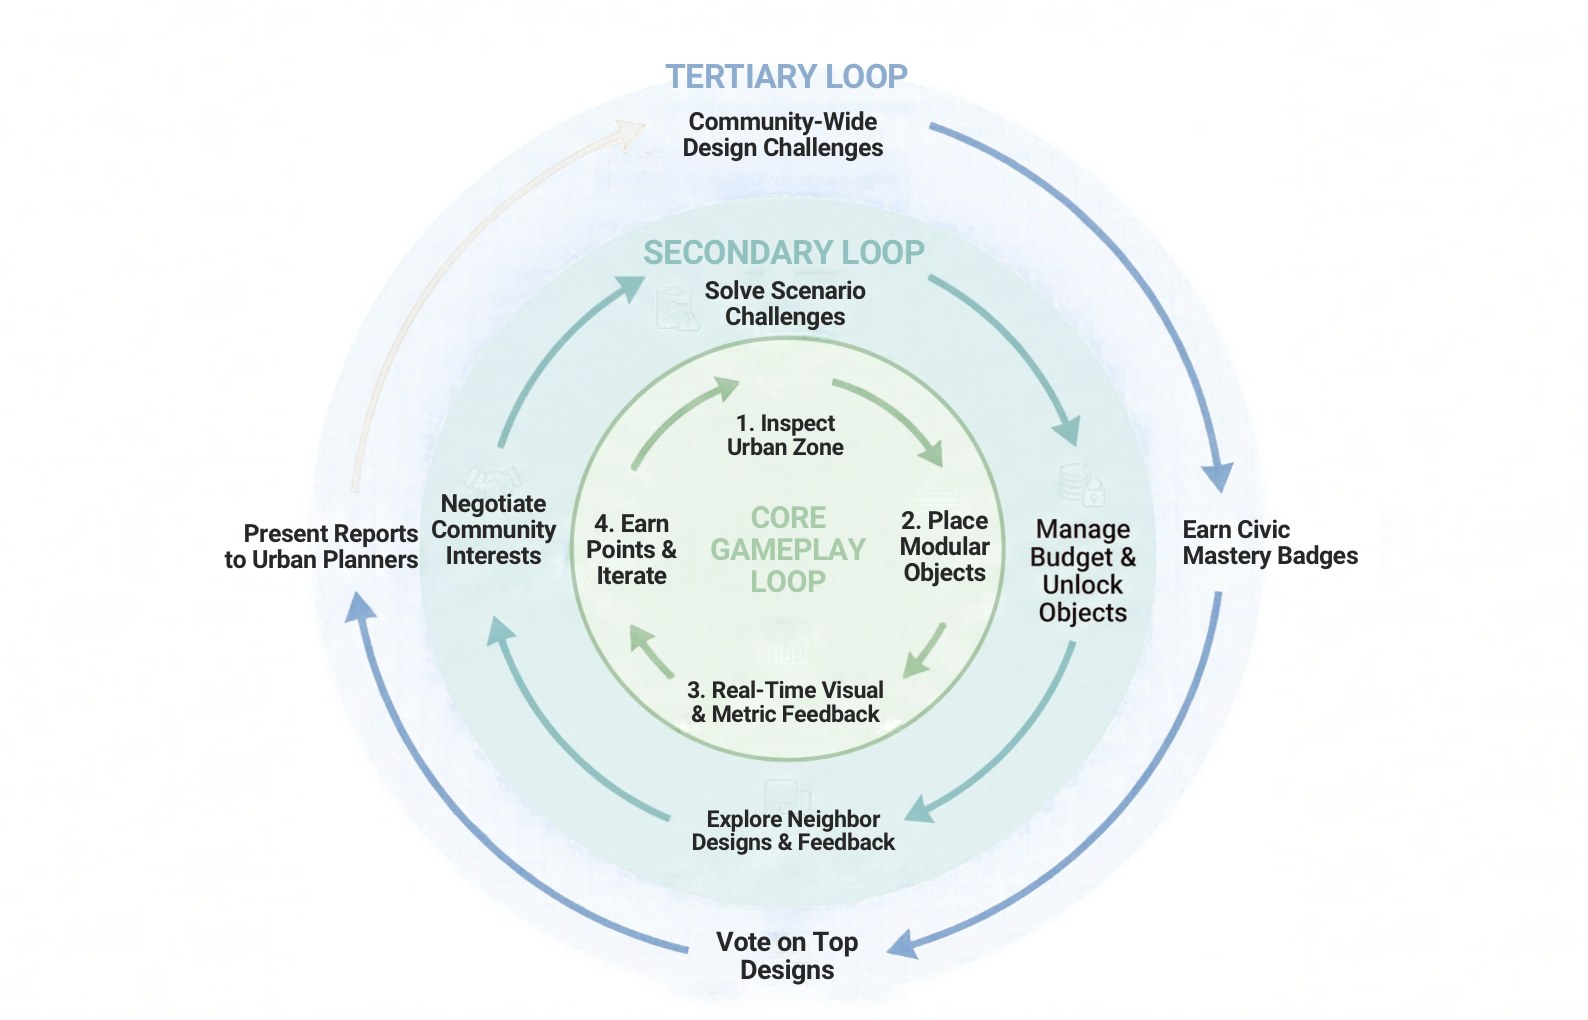 TERTIARY LOOP
Community-Wide
Design Challenges
SECONDARY LOOP
Solve Scenario
Challenges
1. Inspect
Urban Zone
Present Reports
to Urban Planners
Negotiate
Community
Interests
4. Earn
Points &
Iterate
CORE
GAMEPLAY
LOOP
2. Place
Modular
Objects
Manage
Budget &
Unlock
Objects
Earn Civic
Mastery Badges
3. Real-Time Visual
& Metric Feedback
Explore Neighbor
Designs & Feedback
Vote on Top
Designs